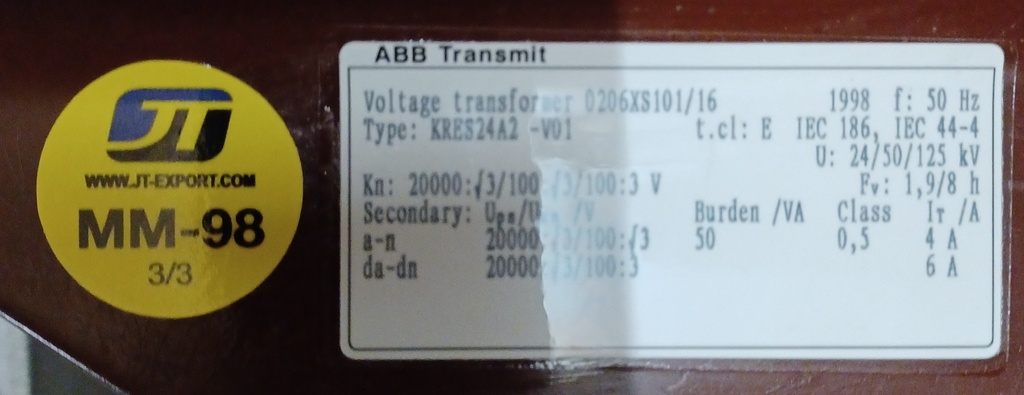 JT
WWW.JT-EXPORT.COM
MM-98
3/3
ABB Transmit
Voltage transformer 0206XS101/16 1998 f: 50 Hz
Type: KRES24A2 -V01 t.cl: E IEC 186, IEC 44-4
U: 24/50/125 kV
Kn: 20000:√3/100:√3/100:3 V Fv: 1,9/8 h
Secondary: /V Burden /VA Class IT /A
a-n 20000:√3/100:√3 50 0,5 4 A
da-dn 20000:√3/100:3 6 A